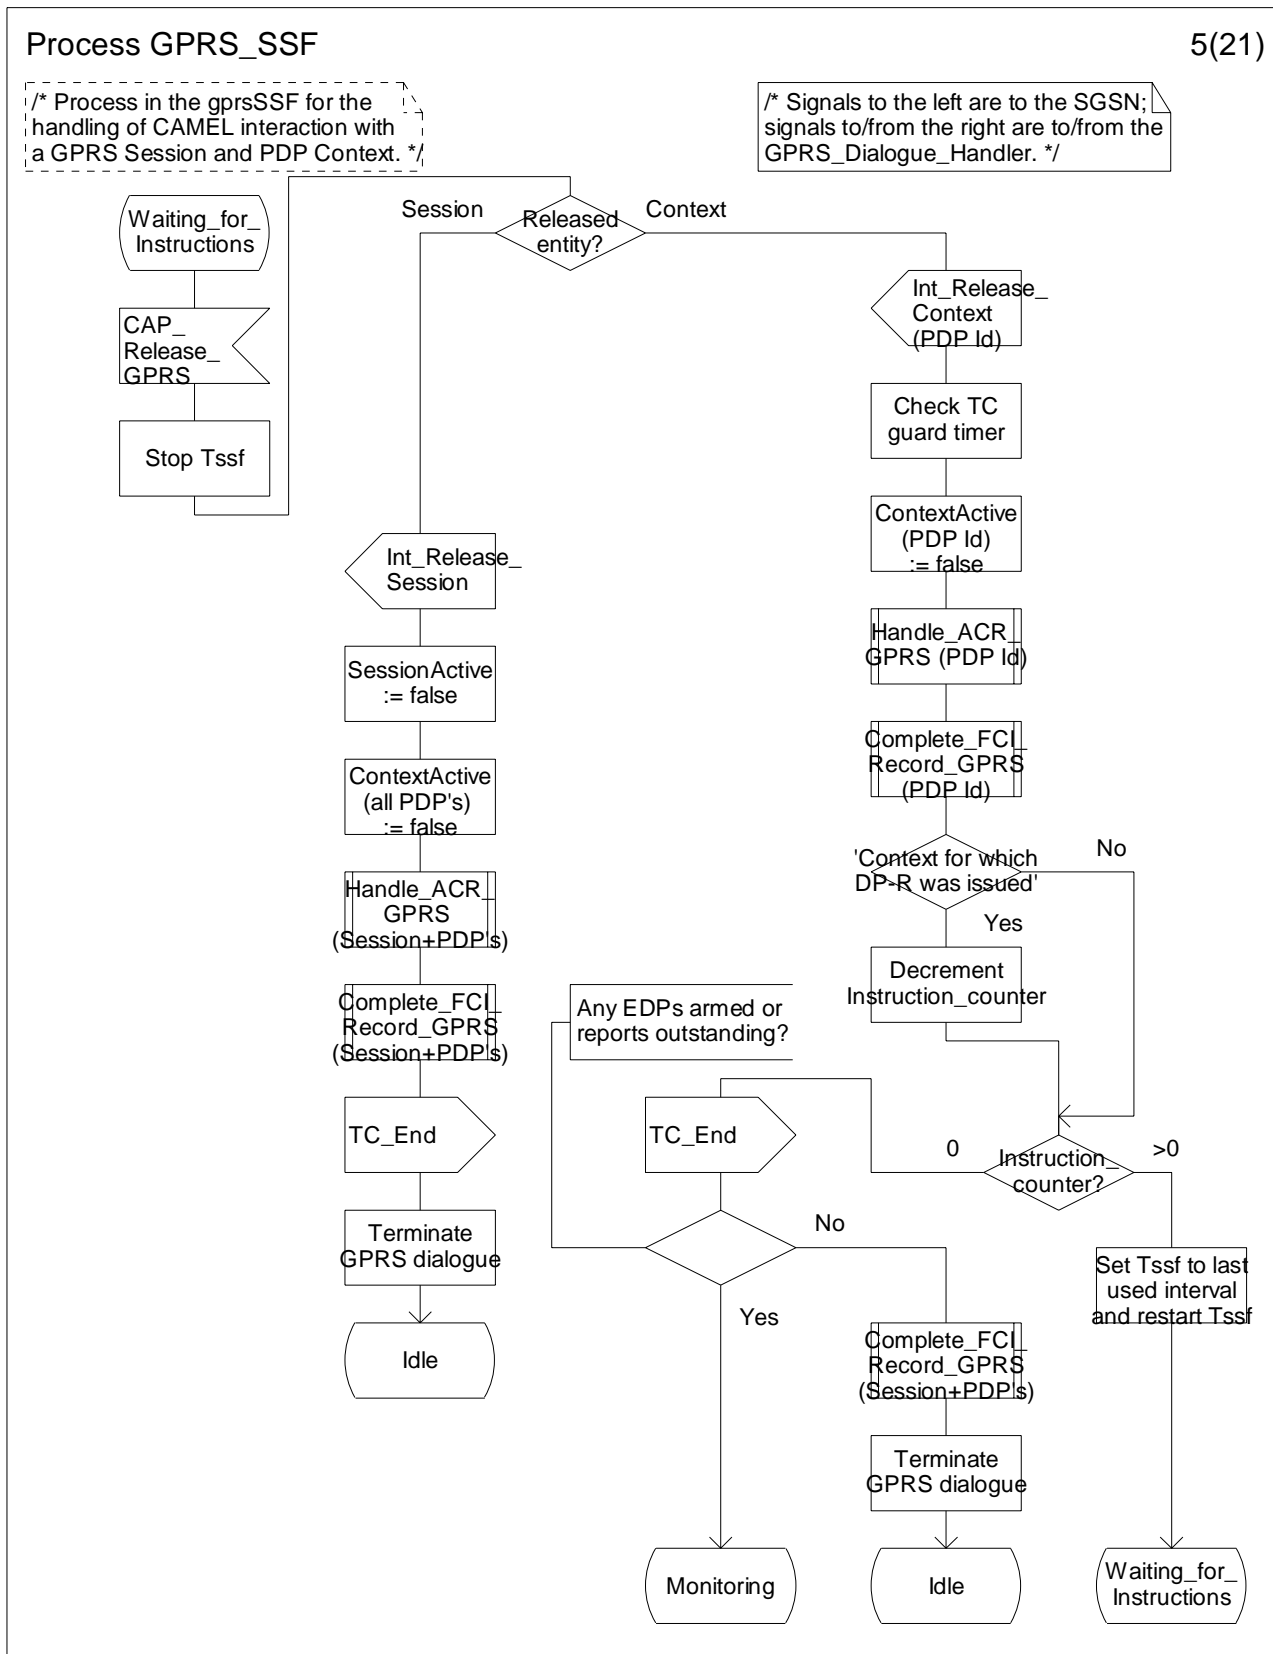 Process GPRS_SSF
5(21)
/* Process in the gprsSSF for the
handling of CAMEL interaction with
a GPRS Session and PDP Context. */
/* Signals to the left are to the SGSN;
signals to/from the right are to/from the
GPRS_Dialogue_Handler. */
Waiting_for_
Instructions
CAP_
Release_
GPRS
Stop Tssf
Released
entity?
Session
Context
Int_Release_
Session
SessionActive
:= false
ContextActive
(all PDP's)
:= false
Handle_ACR_
GPRS
(Session+PDP's)
Complete_FCI_
Record_GPRS
(Session+PDP's)
TC_End
Terminate
GPRS dialogue
Idle
Int_Release_
Context
(PDP Id)
Check TC
guard timer
ContextActive
(PDP Id)
:= false
Handle_ACR_
GPRS (PDP Id)
Complete_FCI_
Record_GPRS
(PDP Id)
'Context for which
DP-R was issued'
No
Yes
Decrement
Instruction_counter
Instruction_
counter?
0
>0
TC_End
Any EDPs armed or
reports outstanding?
No
Yes
Complete_FCI_
Record_GPRS
(Session+PDP's)
Terminate
GPRS dialogue
Set Tssf to last
used interval
and restart Tssf
Monitoring
Idle
Waiting_for_
Instructions